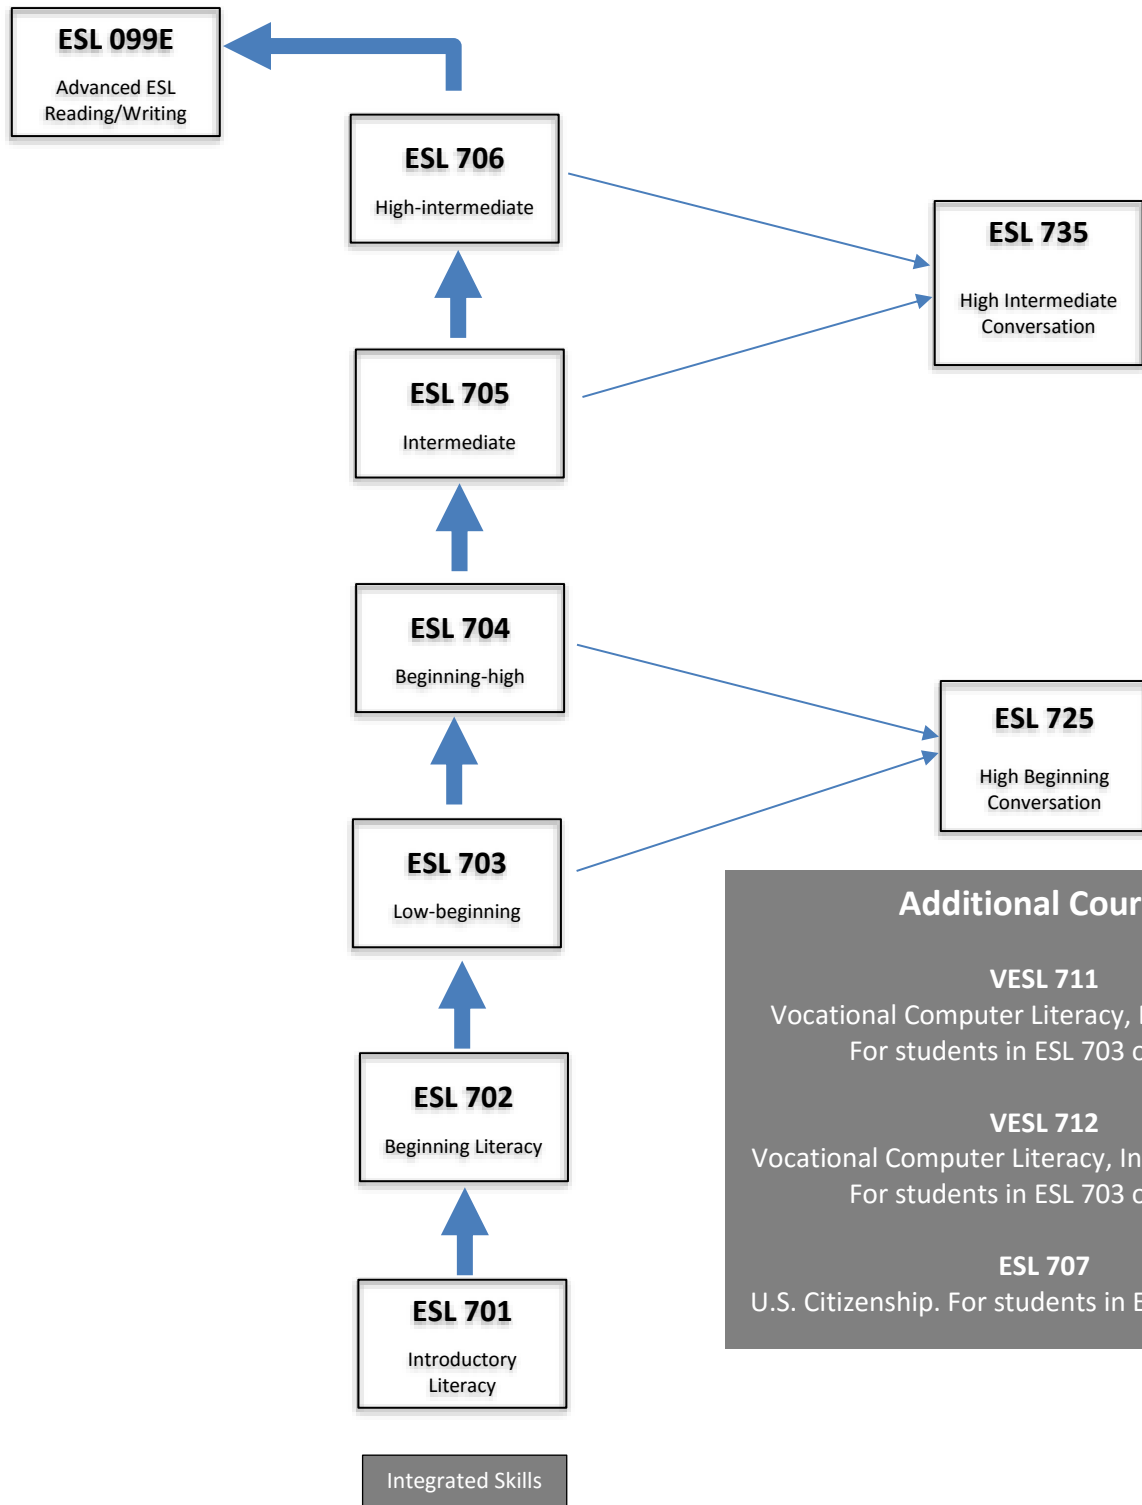 ESL 099E
Advanced ESL
Reading/Writing
ESL 706
High-intermediate
ESL 735
High Intermediate
Conversation
ESL 705
Intermediate
ESL 704
Beginning-high
ESL 725
High Beginning
Conversation
ESL 703
Low-beginning
Additional Cour
VESL 711
Vocational Computer Literacy,
For students in ESL 703
VESL 712
Vocational Computer Literacy, In
For students in ESL 703
ESL 707
U.S. Citizenship. For students in E
ESL 702
Beginning Literacy
ESL 701
Introductory
Literacy
Integrated Skills